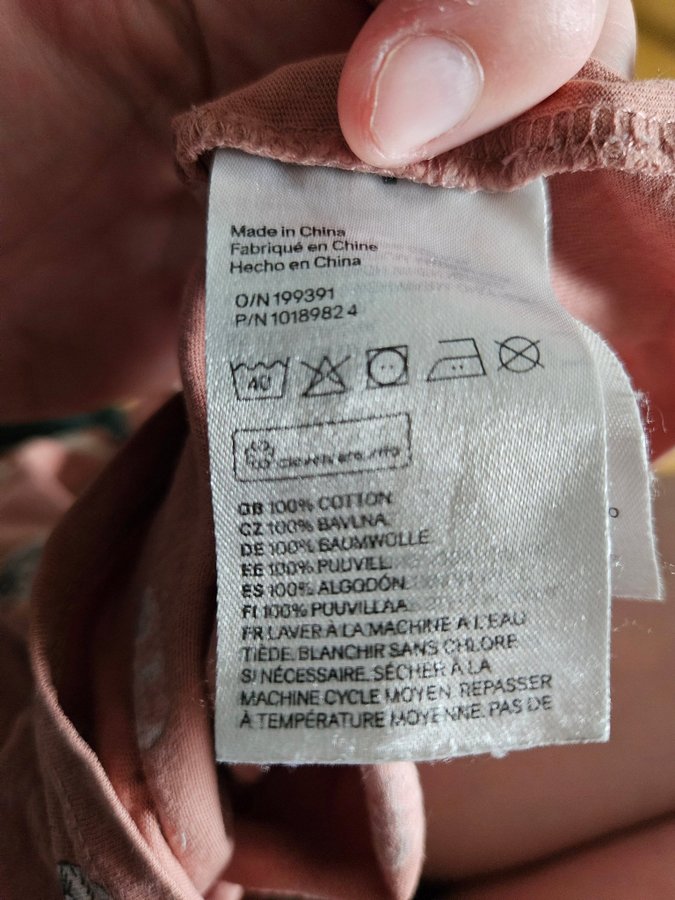 Made in China
Fabriqué en Chine
Hecho en China
O/N 199391
P/N 1018982 4
40
GB 100% COTTON
CZ 100% BAVLNA
DE 100% BAUMWOLLE
EE 100% PUUVILL
ES 100% ALGODÓN
FI 100% PUUVILLAA
FR LAVER À LA MACHINE À L'EAU
TIÈDE. BLANCHIR SANS CHLORE
SI NÉCESSAIRE. SÉCHER À LA
MACHINE CYCLE MOYEN. REPASSER
À TEMPÉRATURE MOYENNE. PAS DE